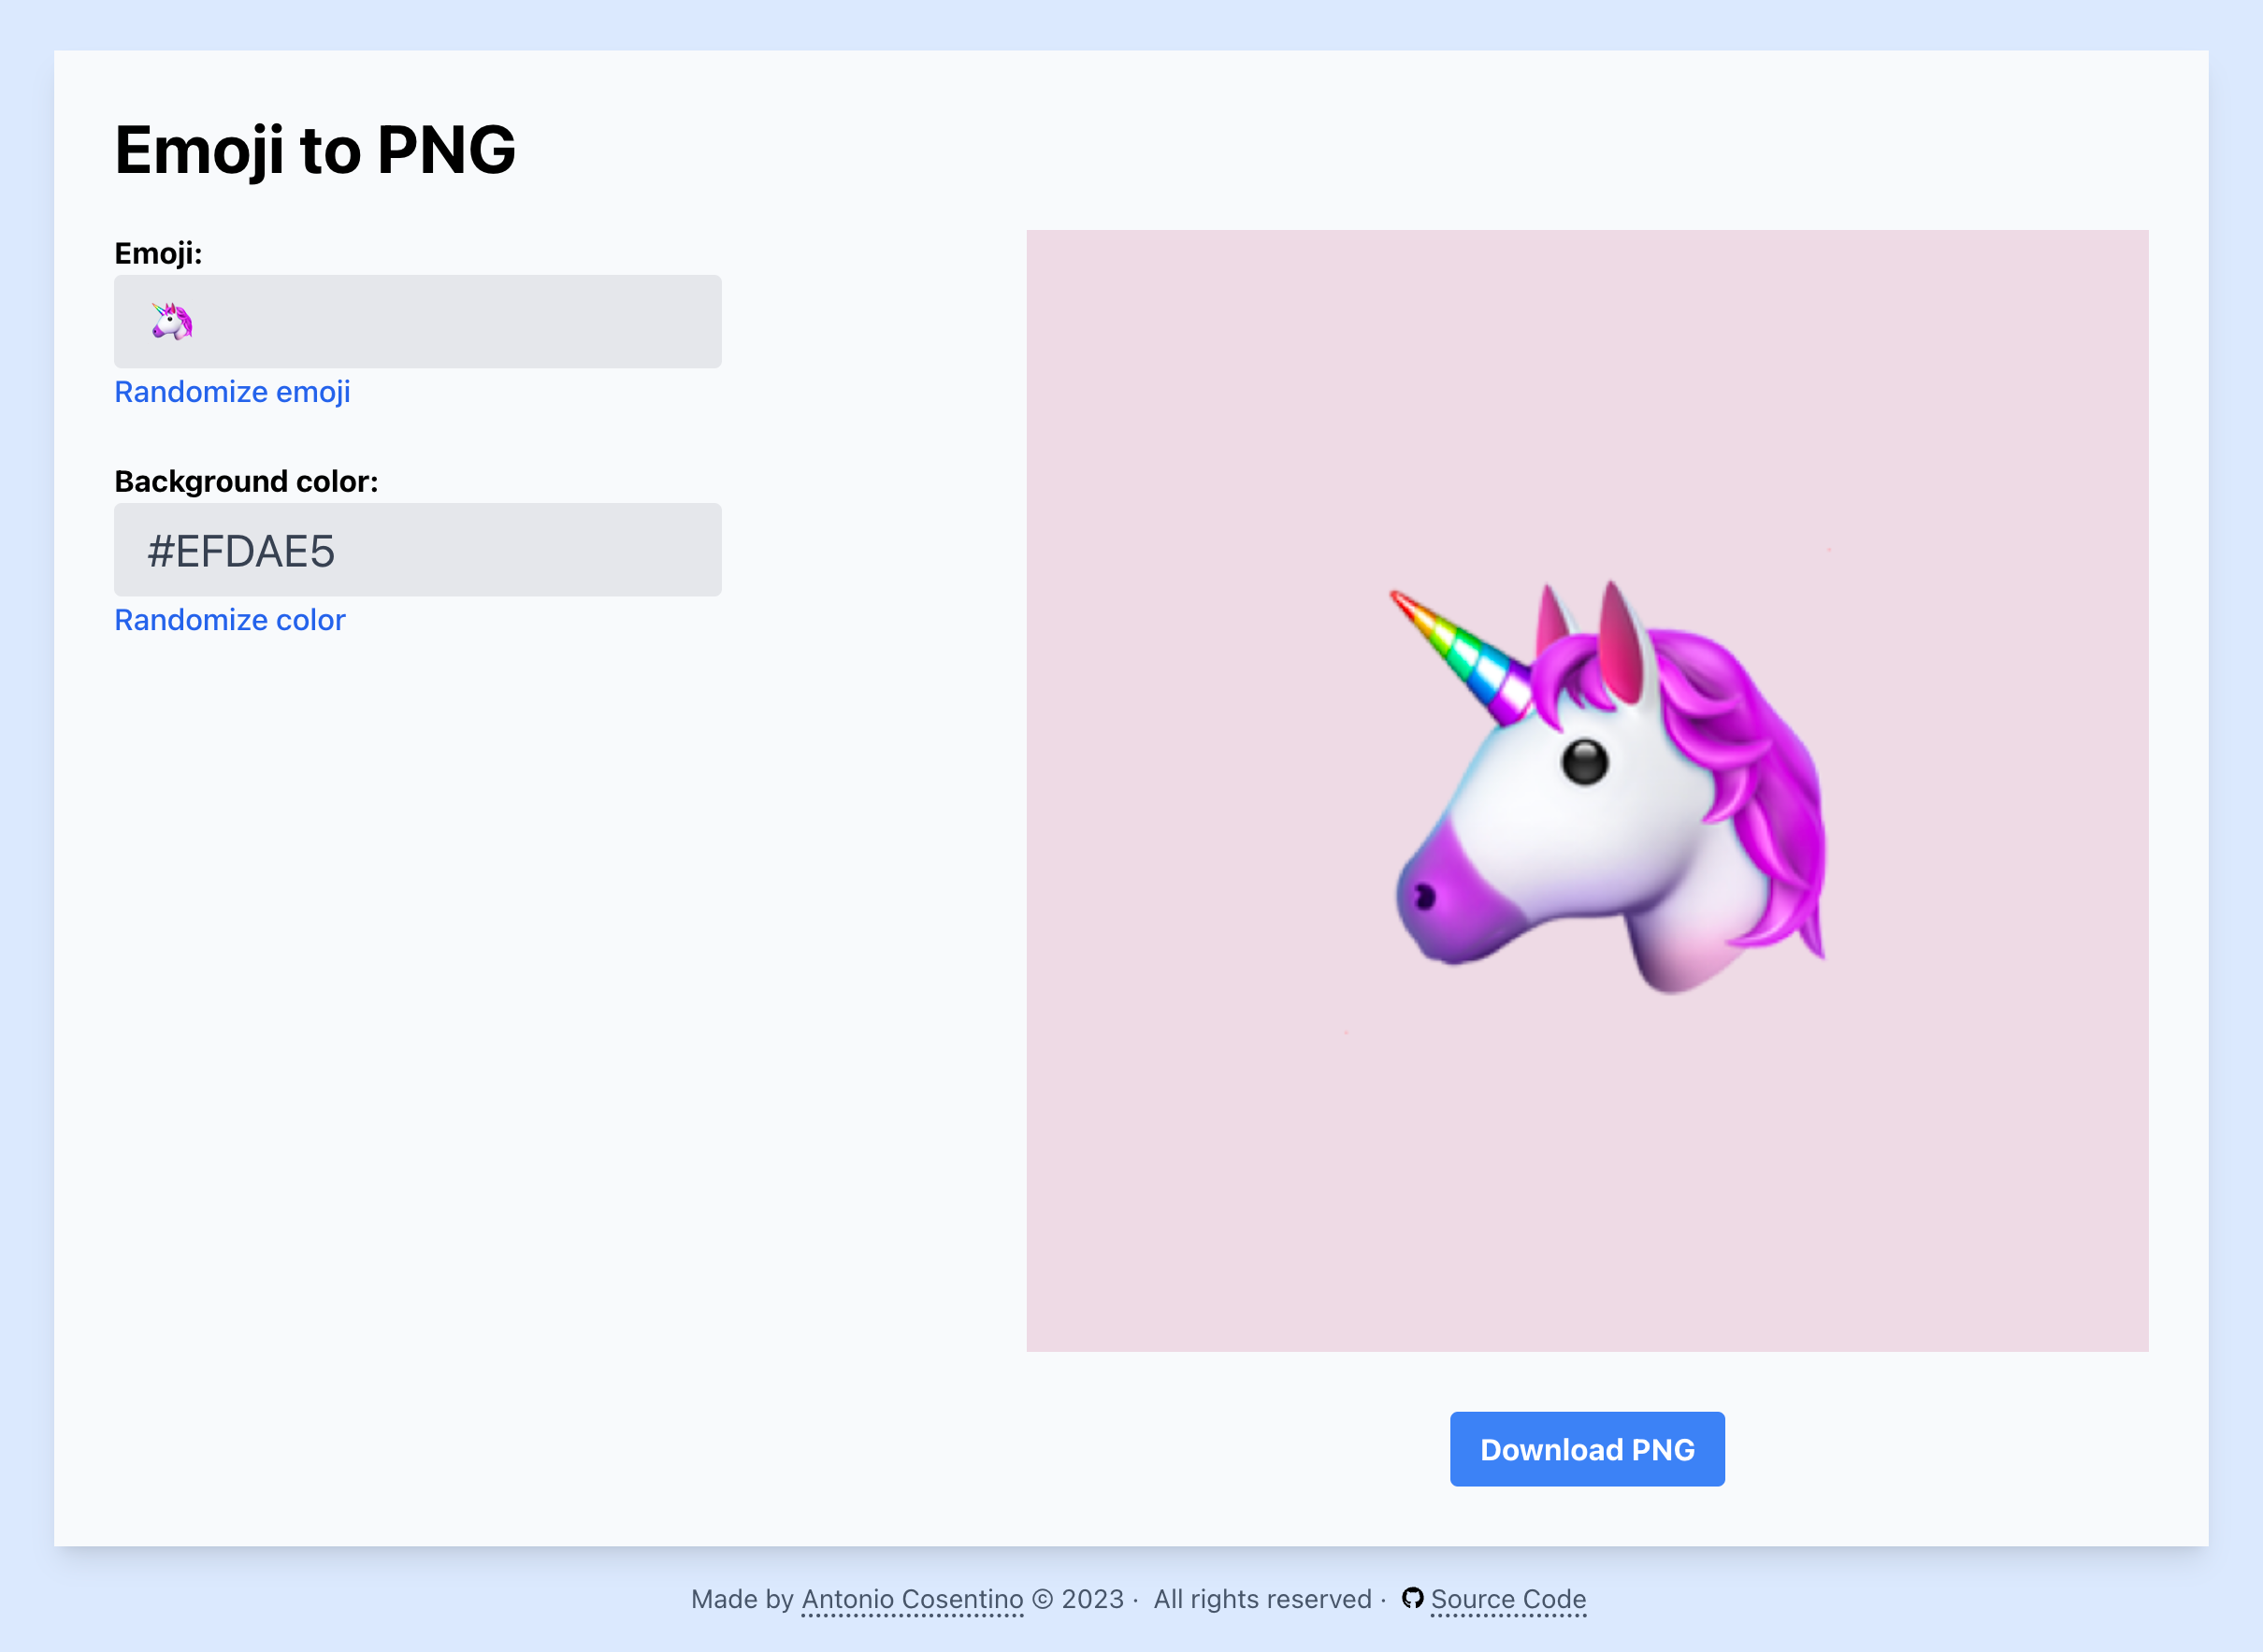 Emoji to PNG
Emoji:
🦄
Randomize emoji
Background color:
#EFDAE5
Randomize color
Download PNG
Made by Antonio Cosentino © 2023 · All rights reserved · Source Code